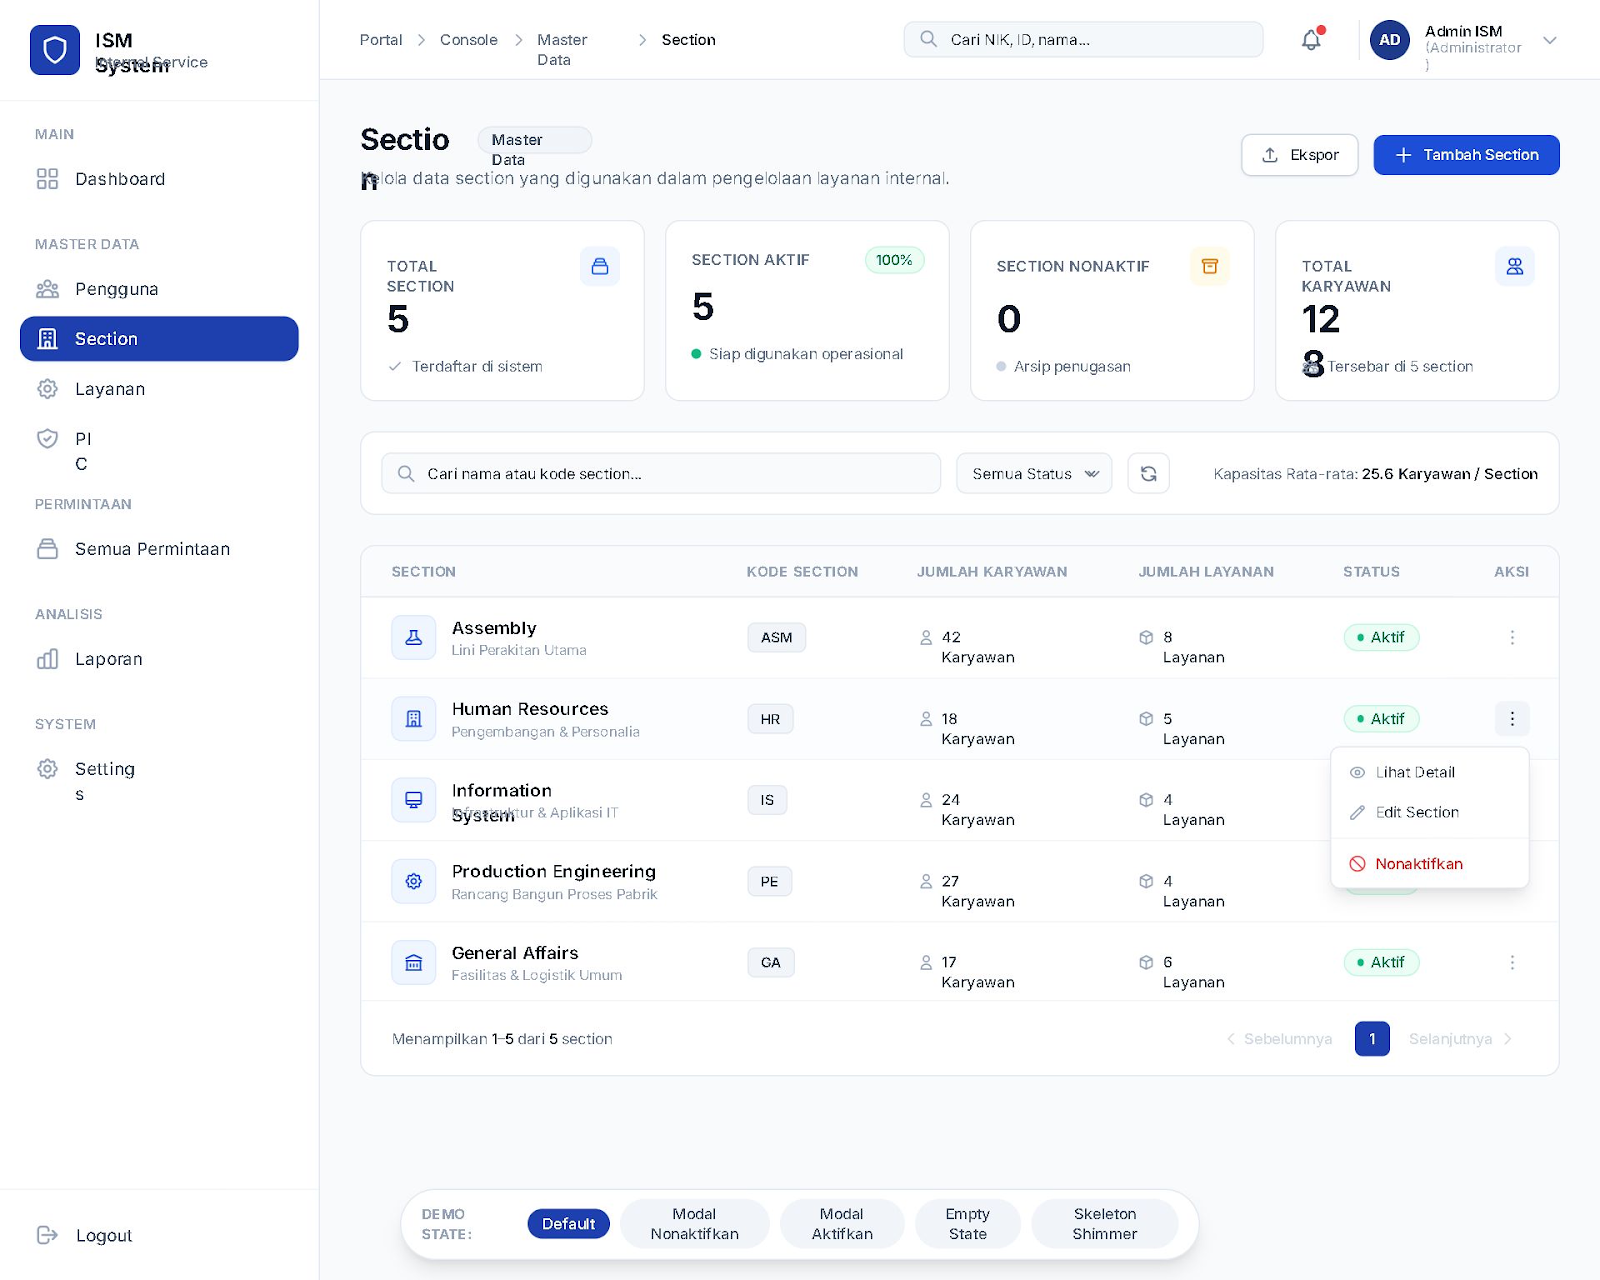 ISM
System
Internal Service
MAIN
Dashboard
MASTER DATA
Pengguna
Section
Layanan
PI
C
PERMINTAAN
Semua Permintaan
ANALISIS
Laporan
SYSTEM
Setting
s
Logout
Portal
Console
Master
Data
Section
Cari NIK, ID, nama...
AD
Admin ISM
(Administrator
)
Sectio
n
Master
Data
Kelola data section yang digunakan dalam pengelolaan layanan internal.
Ekspor
Tambah Section
TOTAL
SECTION
5
Terdaftar di sistem
SECTION AKTIF
100%
5
Siap digunakan operasional
SECTION NONAKTIF
0
Arsip penugasan
TOTAL
KARYAWAN
12
8
Tersebar di 5 section
Cari nama atau kode section...
Semua Status
Kapasitas Rata-rata: 25.6 Karyawan / Section
SECTION KODE SECTION JUMLAH KARYAWAN JUMLAH LAYANAN STATUS AKSI
Assembly
Lini Perakitan Utama
ASM
42
Karyawan
8
Layanan
Aktif
Human Resources
Pengembangan & Personalia
HR
18
Karyawan
5
Layanan
Aktif
Lihat Detail
Edit Section
Nonaktifkan
Information
System
Infrastruktur & Aplikasi IT
IS
24
Karyawan
4
Layanan
Production Engineering
Rancang Bangun Proses Pabrik
PE
27
Karyawan
4
Layanan
General Affairs
Fasilitas & Logistik Umum
GA
17
Karyawan
6
Layanan
Aktif
Menampilkan 1–5 dari 5 section
Sebelumnya
1
Selanjutnya
DEMO
STATE:
Default
Modal
Nonaktifkan
Modal
Aktifkan
Empty
State
Skeleton
Shimmer